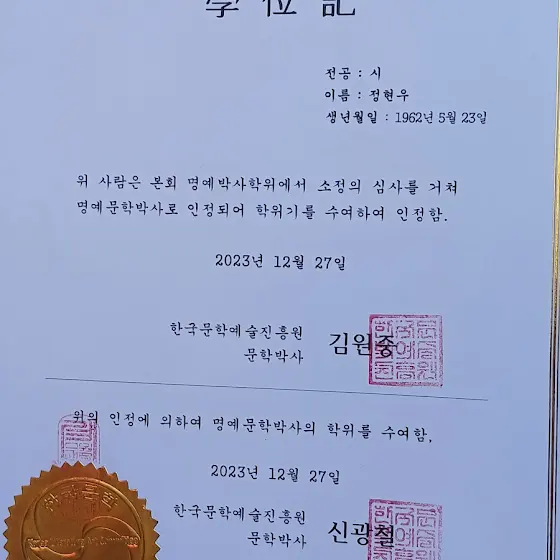 學位記
전공 : 시
이름 : 정현우
생년월일 : 1962년 5월 23일
위 사람은 본회 명예박사학위에서 소정의 심사를 거쳐
명예문학박사로 인정되어 학위기를 수여하여 인정함.
2023년 12월 27일
한국문학예술진흥원
문학박사 김원중
위의 인정에 의하여 명예문학박사의 학위를 수여함.
2023년 12월 27일
한국문학예술진흥원
문학박사 신광철